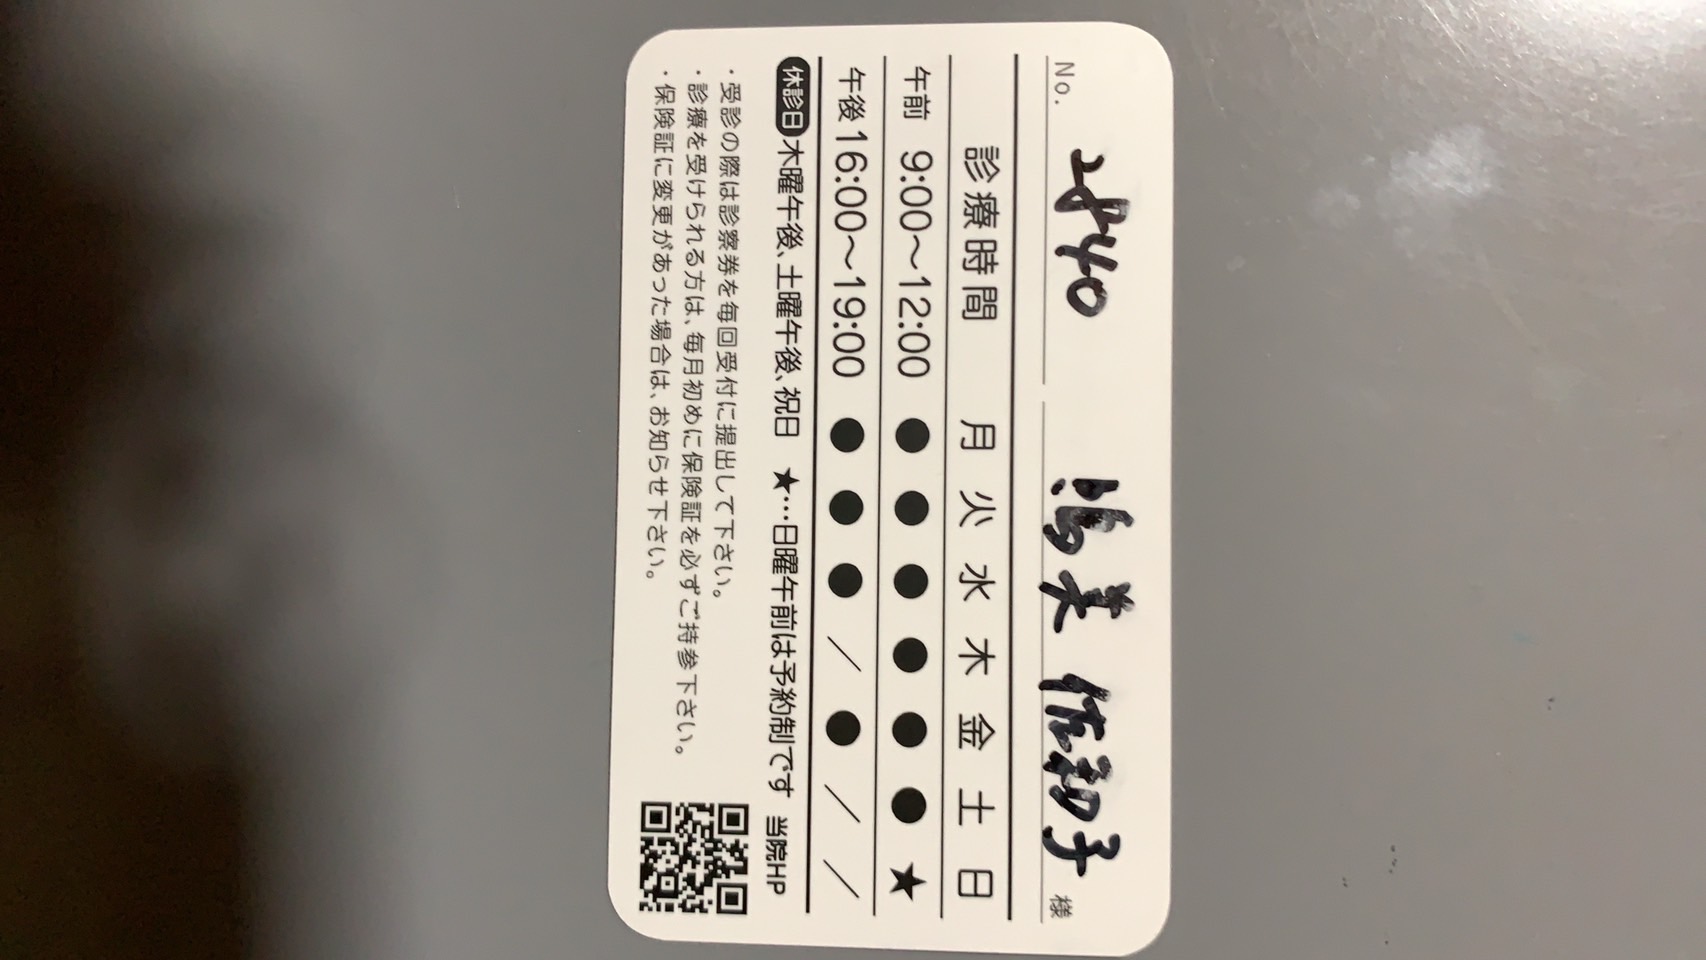 No. 2840 鴻美 佐初子 様
診療時間 月 火 水 木 金 土 日
午前 9:00～12:00 ● ● ● ● ● ● ★
午後 16:00～19:00 ● ● ● ／ ● ／ ／
休診日 木曜午後、土曜午後、祝日 ★…日曜午前は予約制です 当院HP
・受診の際は診察券を毎回受付に提出して下さい。
・診療を受けられる方は、毎月初めに保険証を必ずご持参下さい。
・保険証に変更があった場合は、お知らせ下さい。